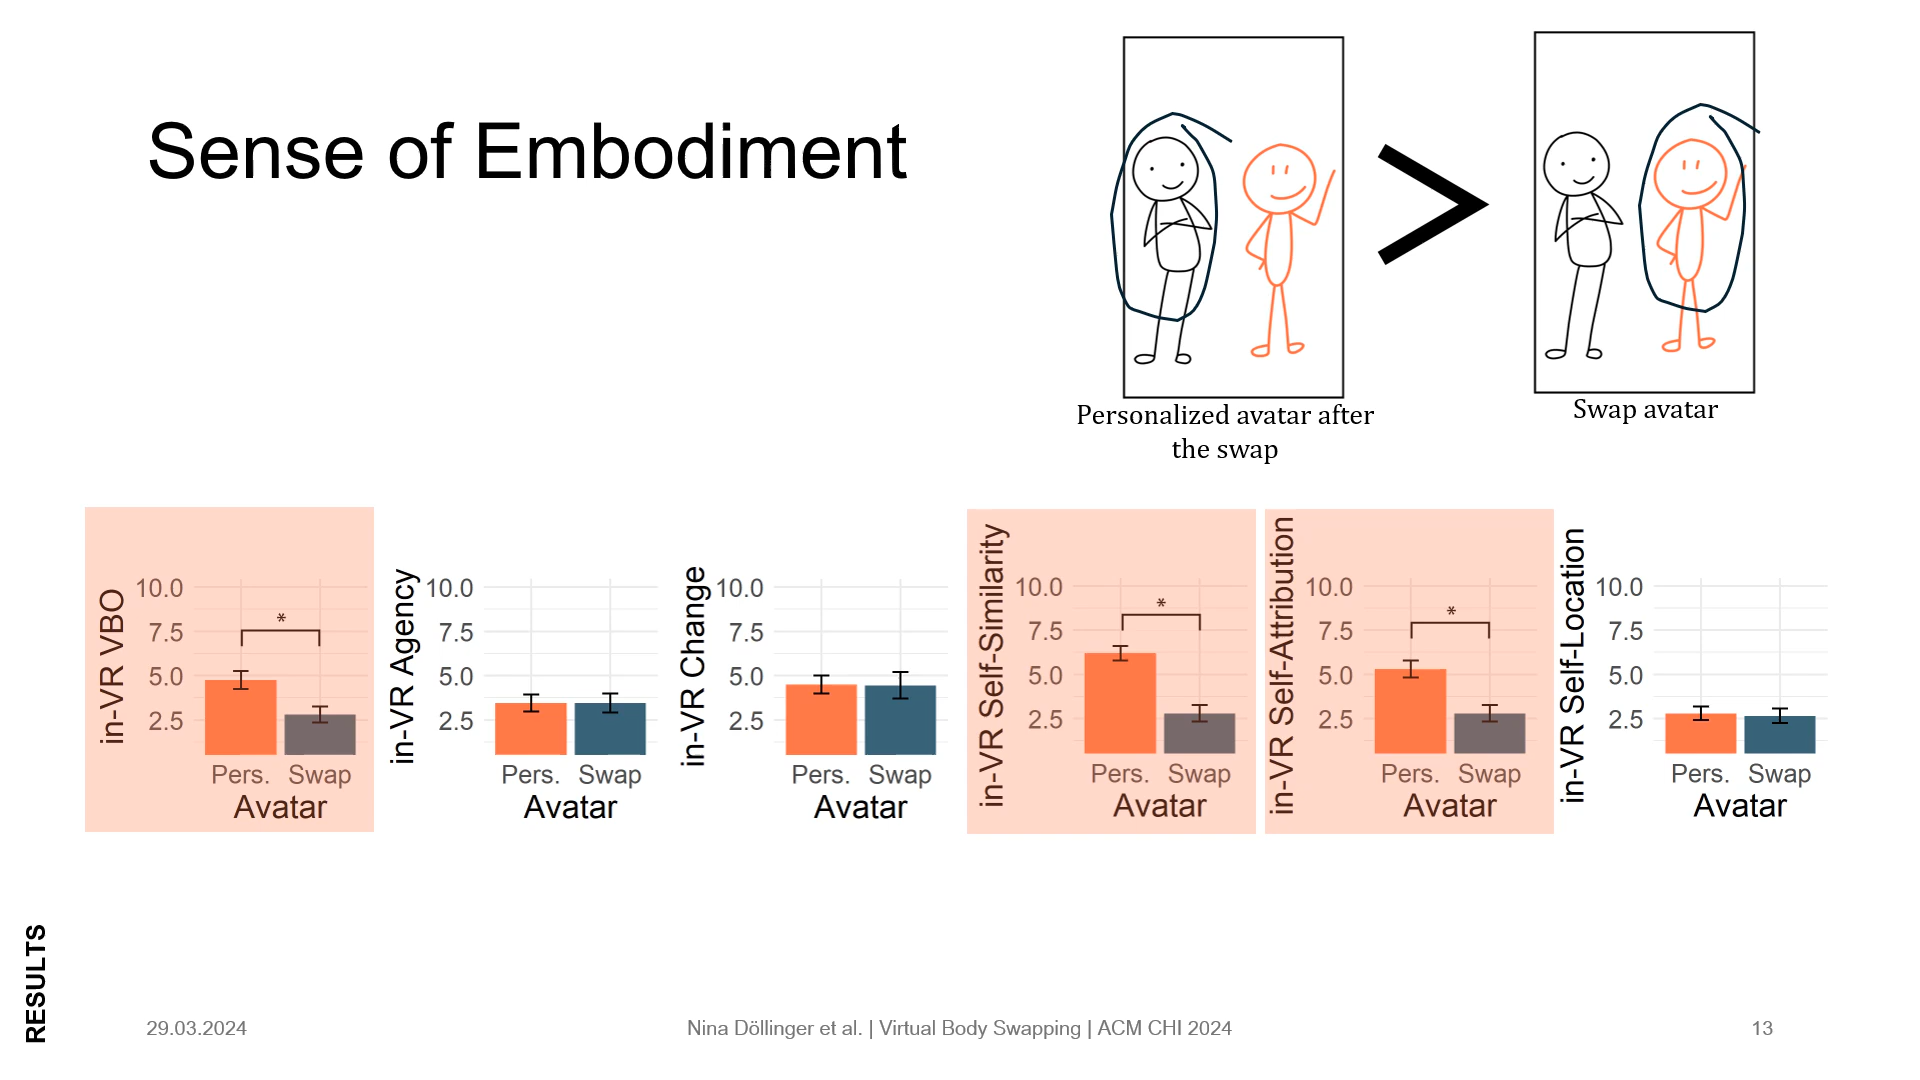 Sense of Embodiment
Personalized avatar after
the swap
Swap avatar
in-VR VBO
10.0
7.5
5.0
2.5
*
Pers. Swap
Avatar
in-VR Agency
10.0
7.5
5.0
2.5
Pers. Swap
Avatar
in-VR Change
10.0
7.5
5.0
2.5
Pers. Swap
Avatar
in-VR Self-Similarity
10.0
7.5
5.0
2.5
*
Pers. Swap
Avatar
in-VR Self-Attribution
10.0
7.5
5.0
2.5
*
Pers. Swap
Avatar
in-VR Self-Location
10.0
7.5
5.0
2.5
Pers. Swap
Avatar
RESULTS
29.03.2024
Nina Döllinger et al. | Virtual Body Swapping | ACM CHI 2024
13